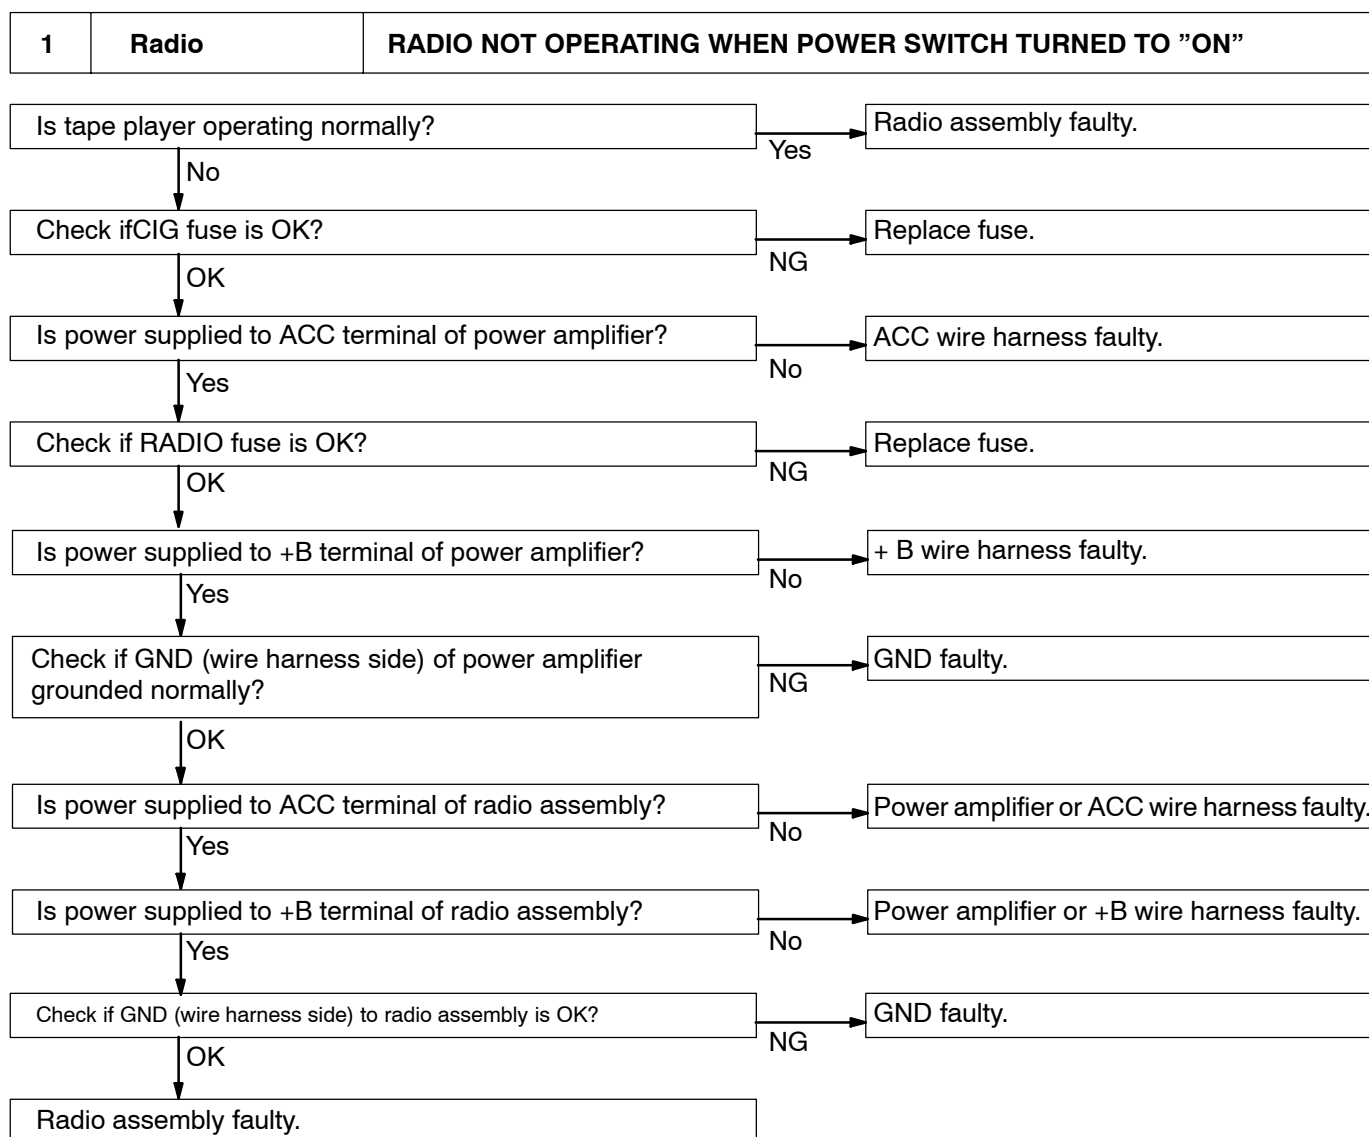 1 Radio RADIO NOT OPERATING WHEN POWER SWITCH TURNED TO ”ON”
Is tape player operating normally?
Yes
Radio assembly faulty.
No
Check ifCIG fuse is OK?
NG
Replace fuse.
OK
Is power supplied to ACC terminal of power amplifier?
No
ACC wire harness faulty.
Yes
Check if RADIO fuse is OK?
NG
Replace fuse.
OK
Is power supplied to +B terminal of power amplifier?
No
+ B wire harness faulty.
Yes
Check if GND (wire harness side) of power amplifier
grounded normally?
NG
GND faulty.
OK
Is power supplied to ACC terminal of radio assembly?
No
Power amplifier or ACC wire harness faulty.
Yes
Is power supplied to +B terminal of radio assembly?
No
Power amplifier or +B wire harness faulty.
Yes
Check if GND (wire harness side) to radio assembly is OK?
NG
GND faulty.
OK
Radio assembly faulty.